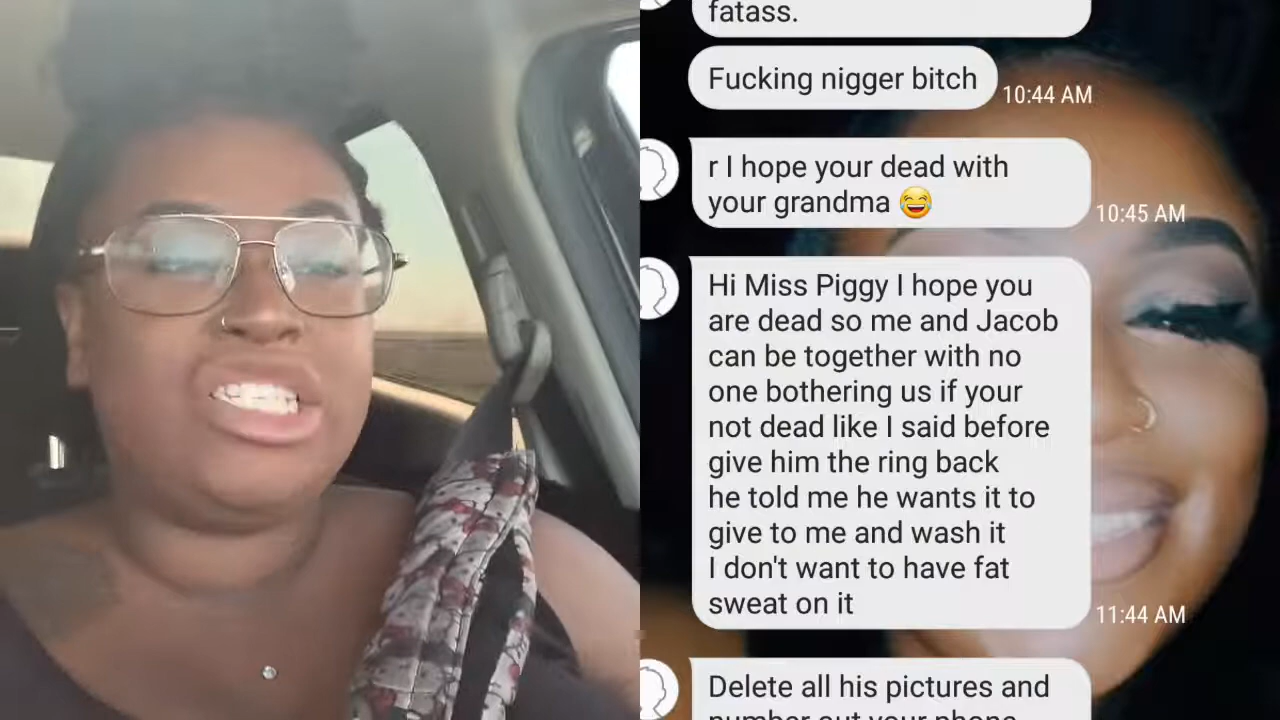 fatass.
Fucking nigger bitch
10:44 AM
r I hope your dead with
your grandma 😂
10:45 AM
Hi Miss Piggy I hope you
are dead so me and Jacob
can be together with no
one bothering us if your
not dead like I said before
give him the ring back
he told me he wants it to
give to me and wash it
I don't want to have fat
sweat on it
11:44 AM
Delete all his pictures and
number out your phone